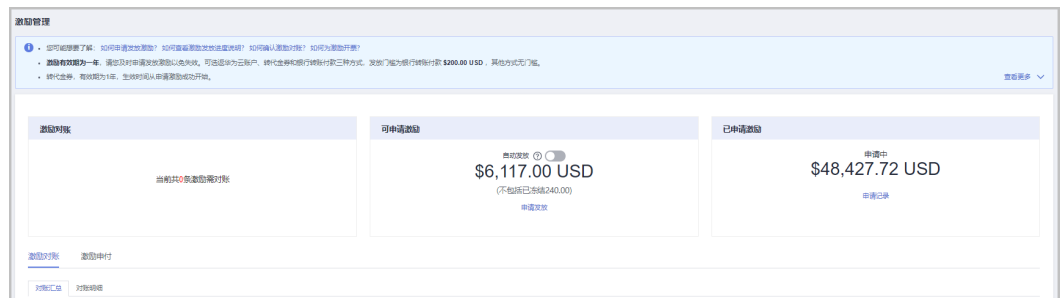 激励管理
您可能想要了解： 如何申请发放激励？ 如何查看激励发放进度说明？ 如何确认激励对账？ 如何为激励开票？
激励有效期为一年，请您及时申请发放激励以免失效。可选返华为云账户、转代金券和银行转账付款三种方式，发放门槛为银行转账付款 $200.00 USD ，其他方式无门槛。
转代金券，有效期为1年，生效时间从申请激励成功开始。
查看更多
激励对账
当前共0条激励需对账
可申请激励
自动发放
$6,117.00 USD
(不包括已冻结240.00)
申请发放
已申请激励
申请中
$48,427.72 USD
申请记录
激励对账 激励申付
对账汇总 对账明细